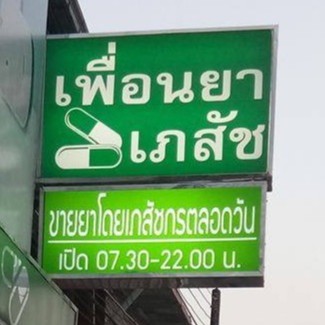 เพื่อนยา
เภสัช
ขายยาโดยเภสัชกรตลอดวัน
เปิด 07.30-22.00 น.